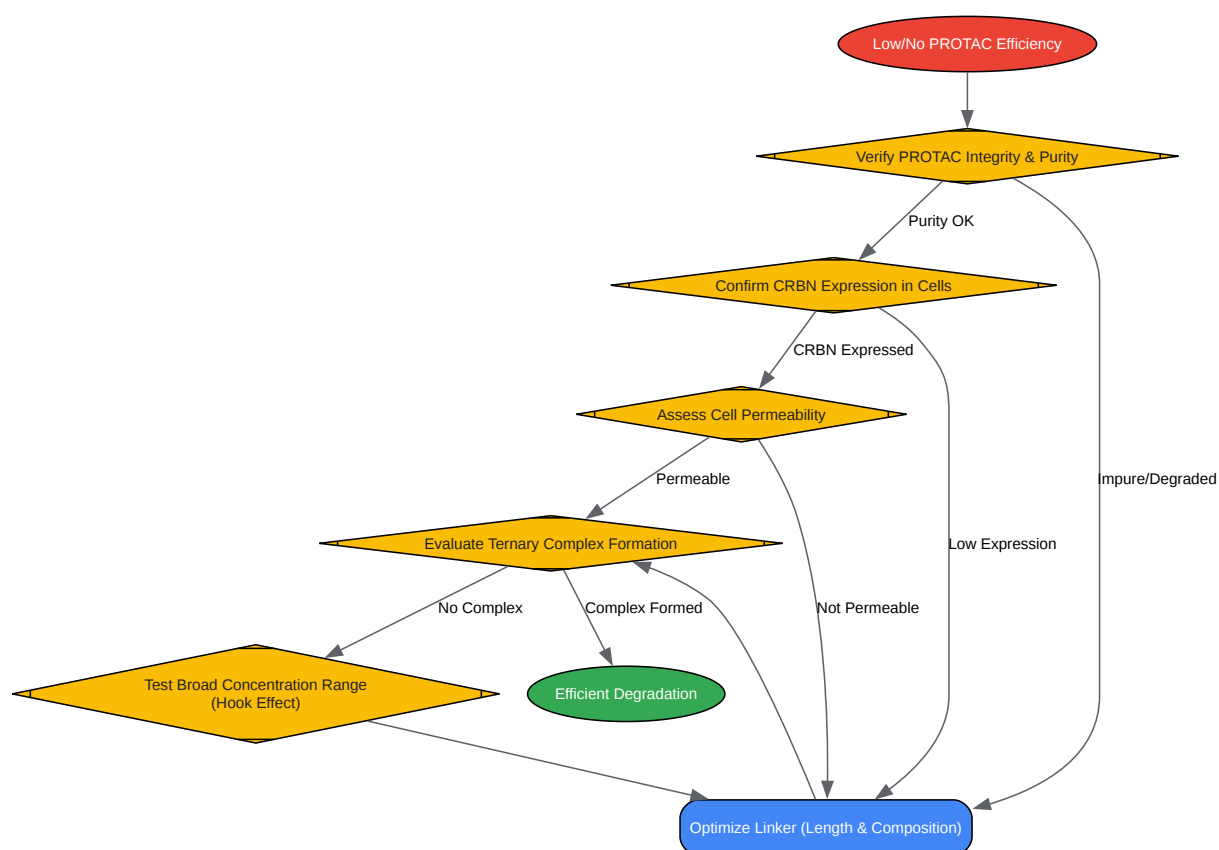 Low/No PROTAC Efficiency
Verify PROTAC Integrity & Purity
Purity OK
Confirm CRBN Expression in Cells
CRBN Expressed
Assess Cell Permeability
Permeable
Impure/Degraded
Evaluate Ternary Complex Formation
Low Expression
No Complex
Complex Formed
Not Permeable
Test Broad Concentration Range
(Hook Effect)
Efficient Degradation
Optimize Linker (Length & Composition)